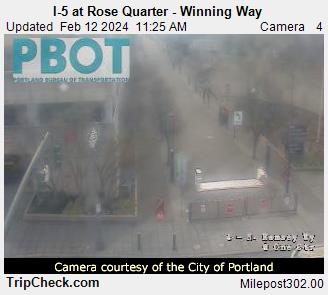 I-5 at Rose Quarter - Winning Way
Updated Feb 12 2024 11:25 AM Camera 4
PBOT
PORTLAND BUREAU OF TRANSPORTATION
Camera courtesy of the City of Portland
TripCheck.com Milepost302.00